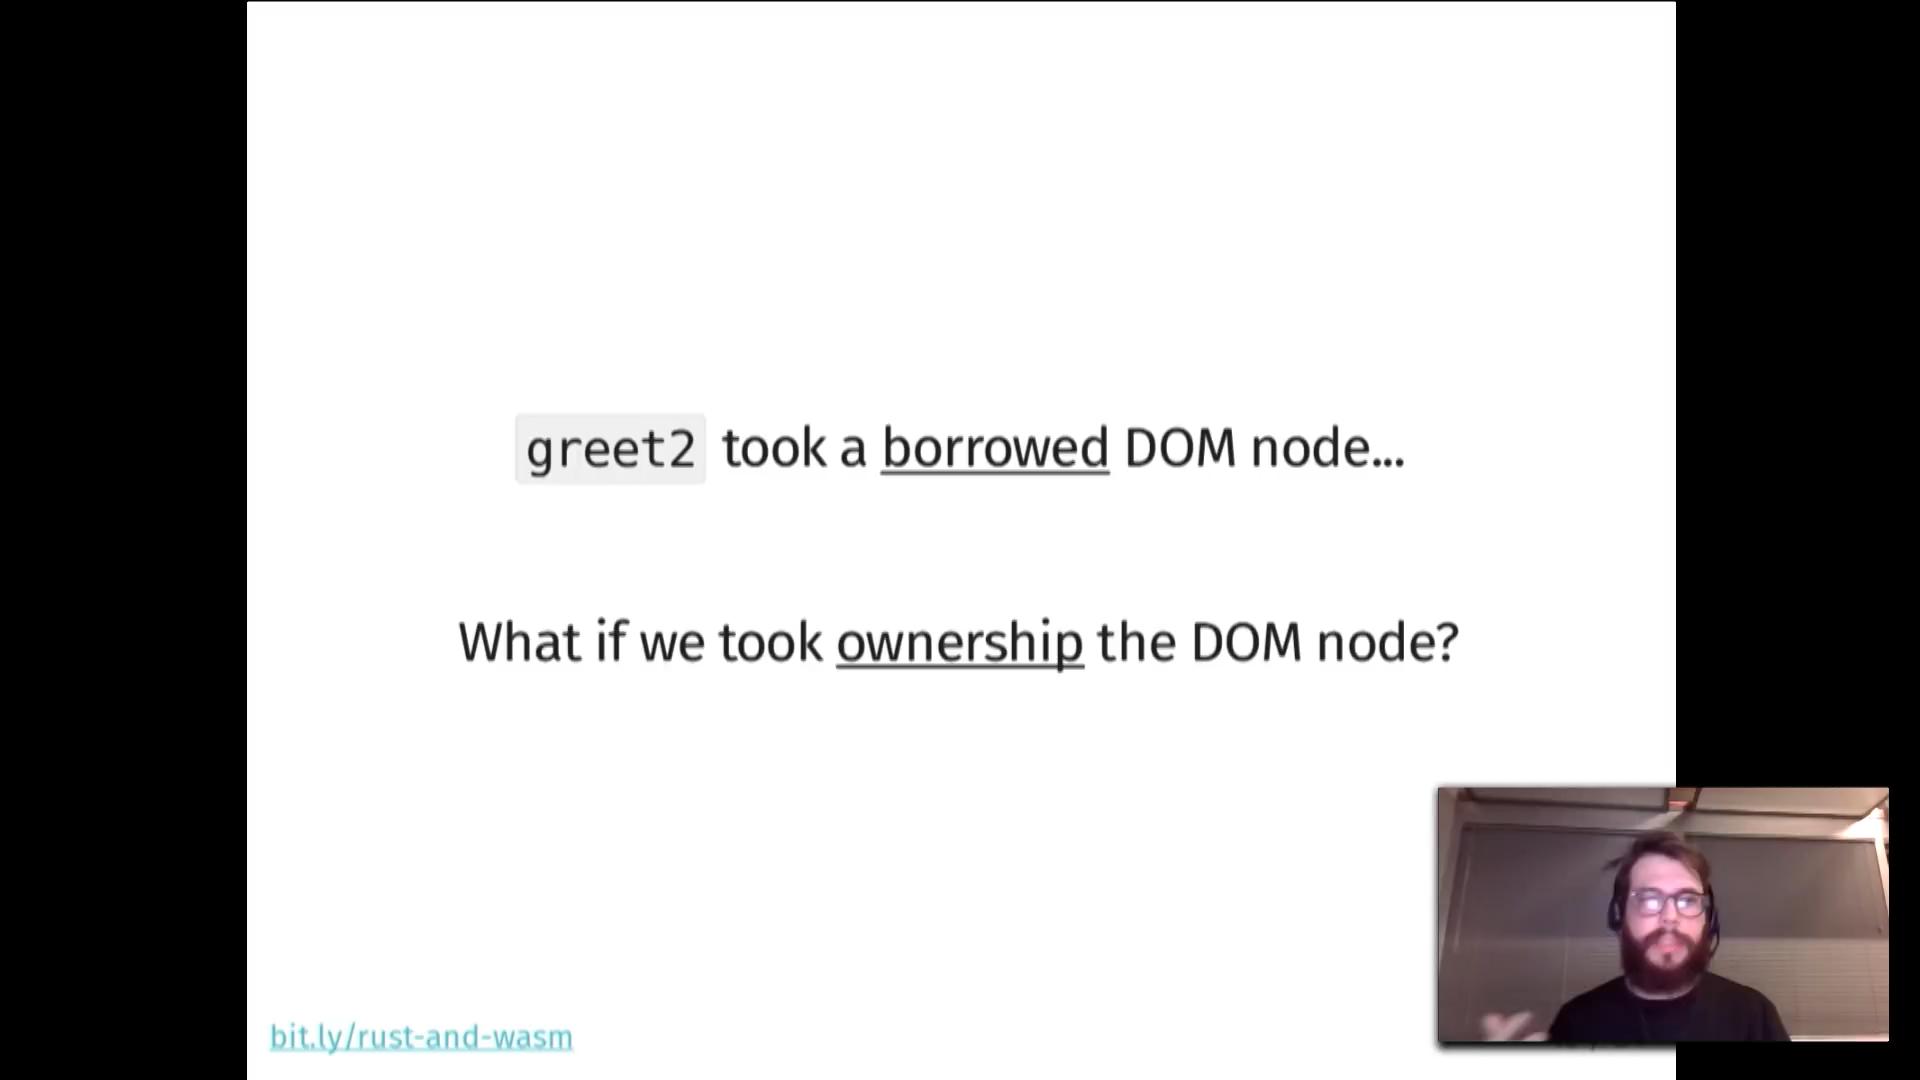 greet2 took a borrowed DOM node...
What if we took ownership the DOM node?
bit.ly/rust-and-wasm